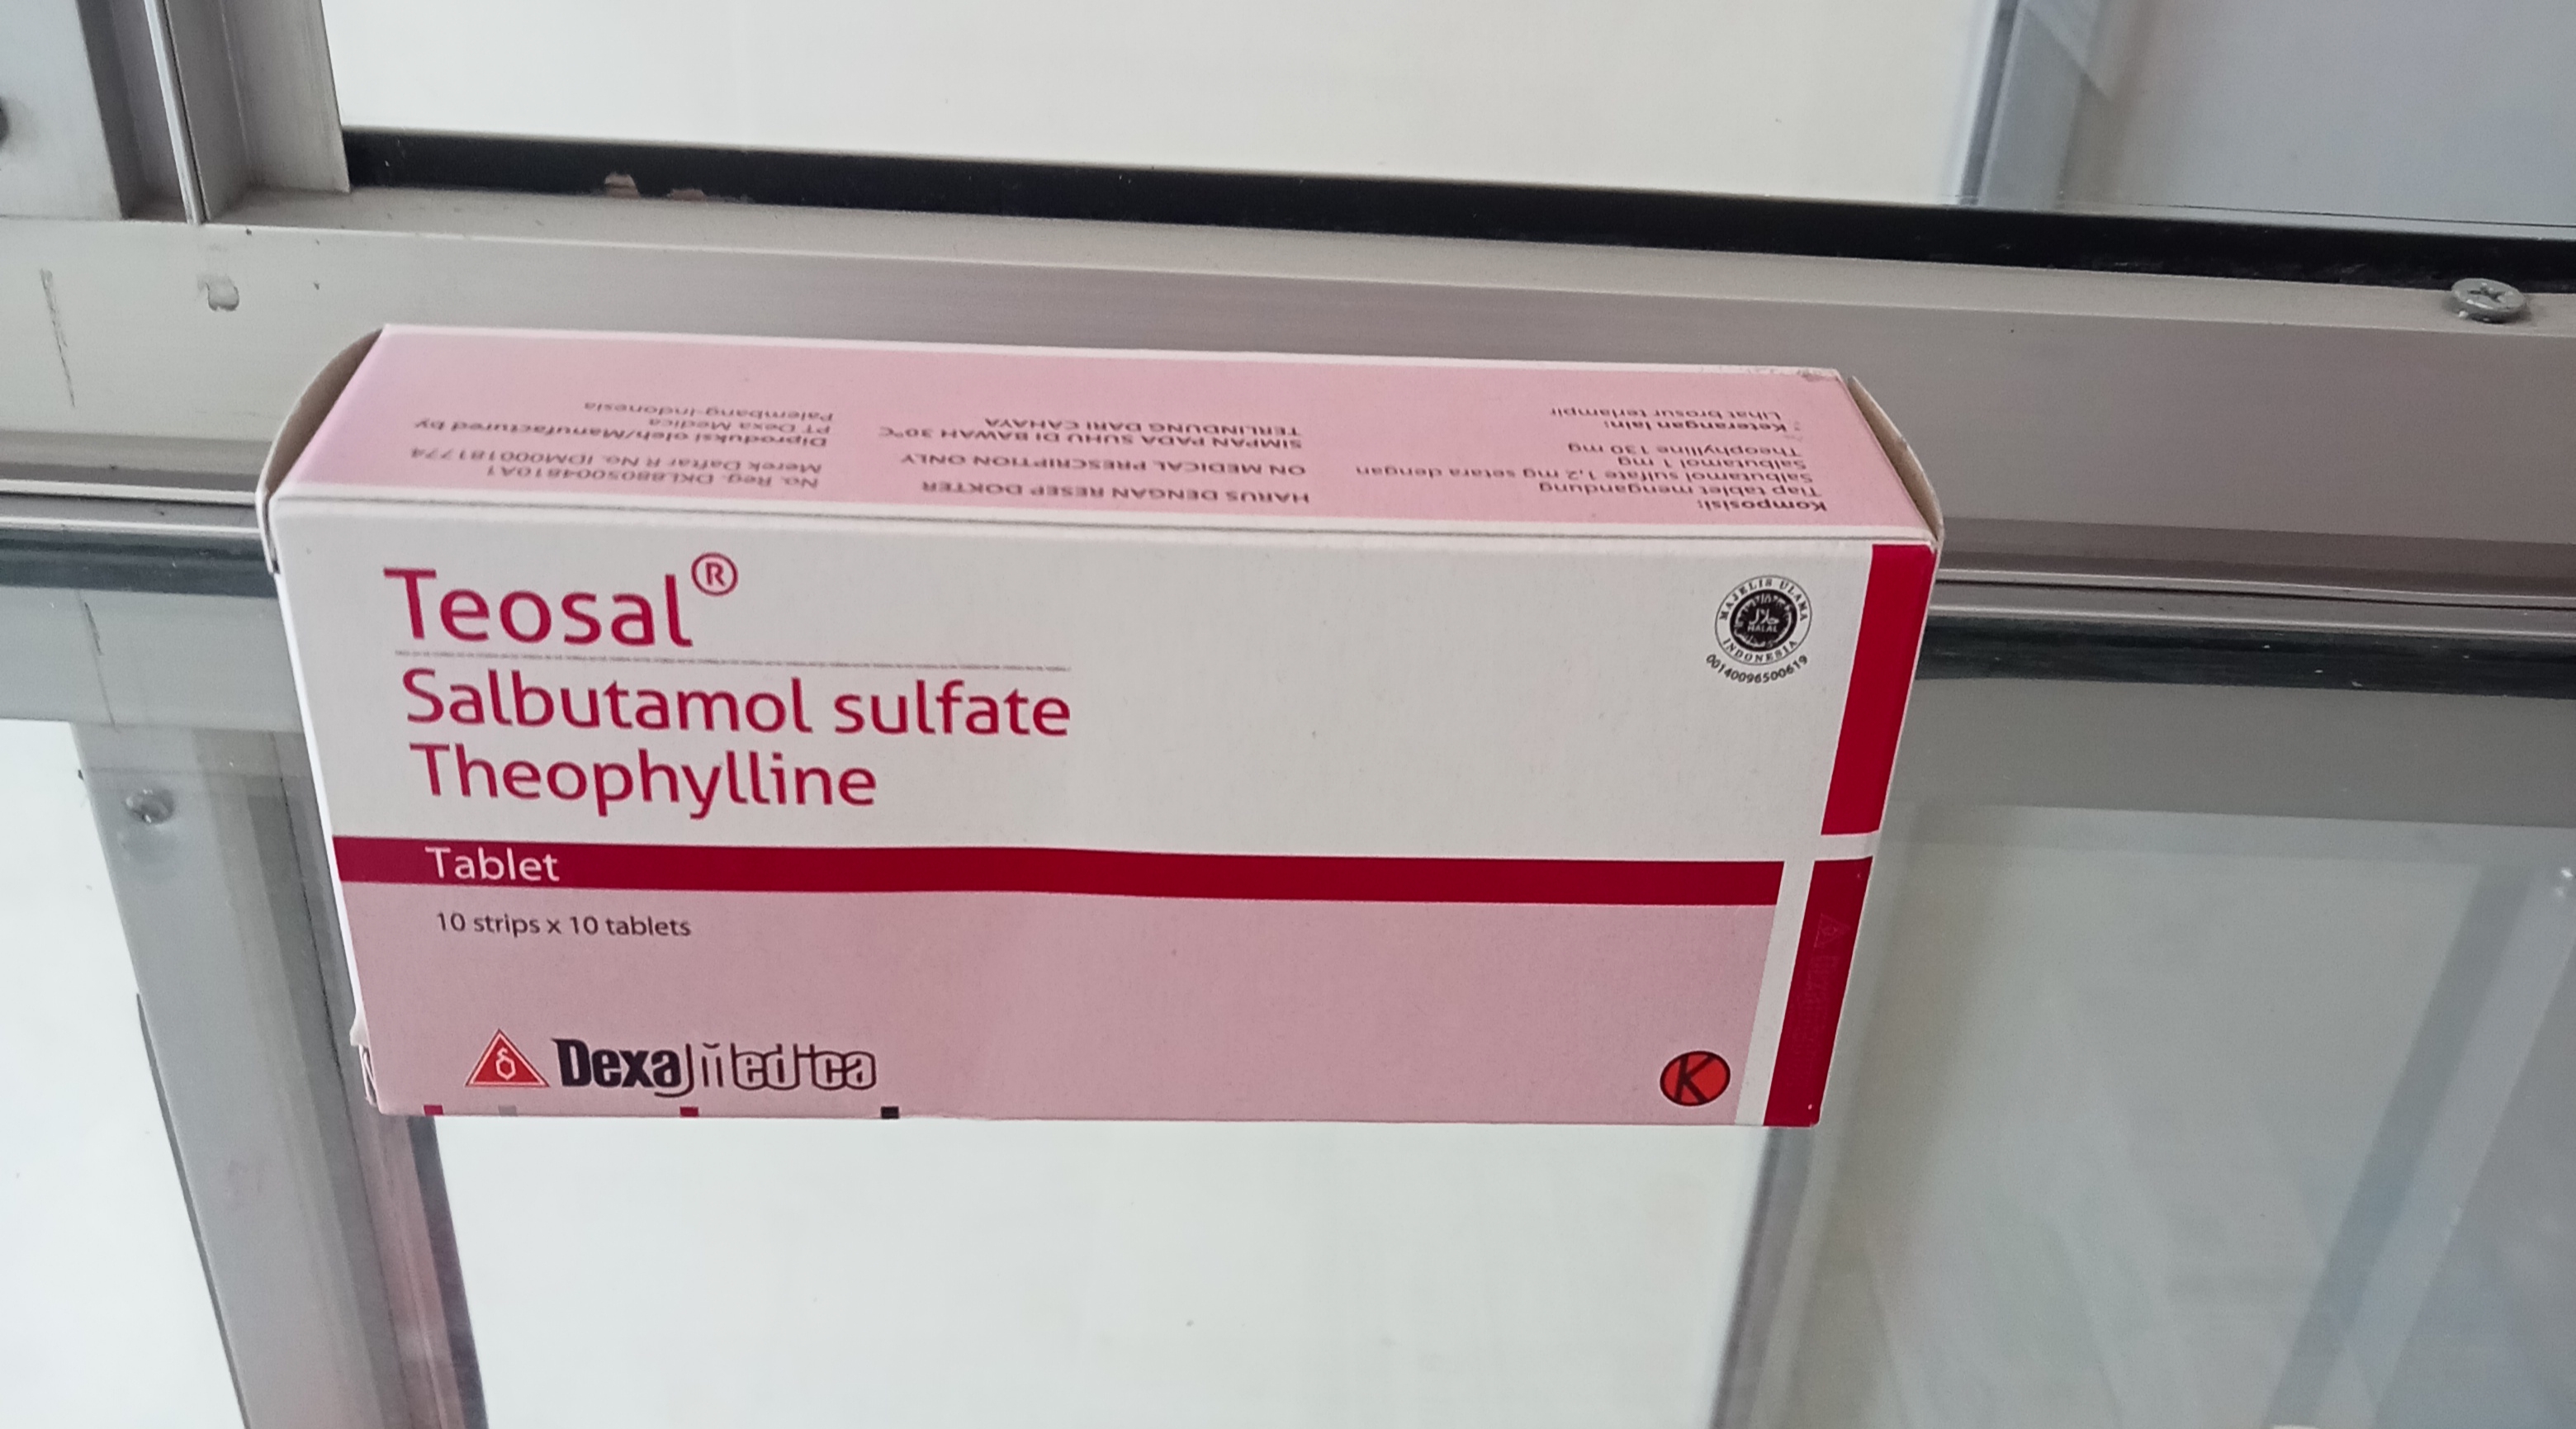 Komposisi:
Tiap tablet mengandung
Salbutamol sulfate 1,2 mg setara dengan
Salbutamol 1 mg
Theophylline 130 mg
Keterangan lain:
Lihat brosur terlampir
HARUS DENGAN RESEP DOKTER
ON MEDICAL PRESCRIPTION ONLY
SIMPAN PADA SUHU DI BAWAH 30°C
TERLINDUNG DARI CAHAYA
No. Reg. DKL8805004810A1
Merek Daftar R No. IDM000181774
Diproduksi oleh/Manufactured by
PT Dexa Medica
Palembang-Indonesia
Teosal®
Salbutamol sulfate
Theophylline
Tablet
10 strips x 10 tablets
Dexa Medica
K
MAJELIS ULAMA
حلال
HALAL
INDONESIA
00140096500619